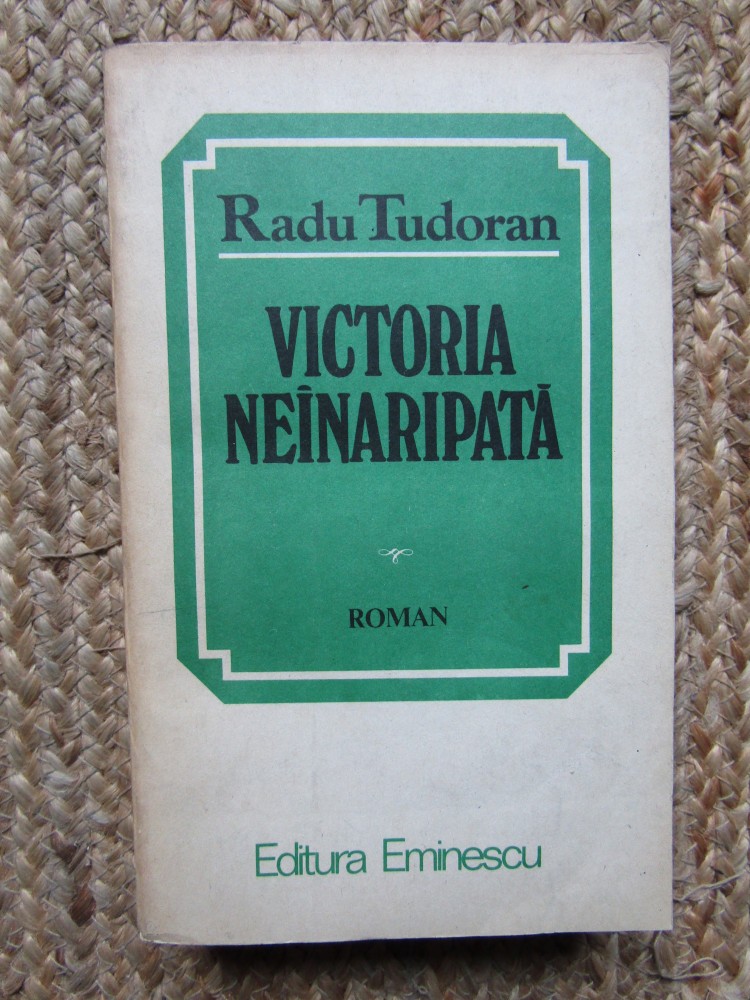 Radu Tudoran
VICTORIA
NEÎNARIPATĂ
ROMAN
Editura Eminescu